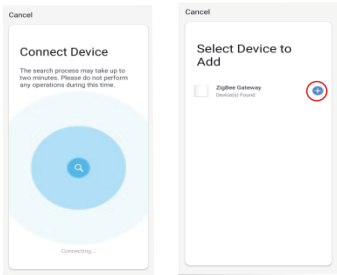 Cancel
Connect Device
The search process may take up to
two minutes. Please do not perform
any operations during this time.
Connecting...
Cancel
Select Device to
Add
ZigBee Gateway
Device(s) Found